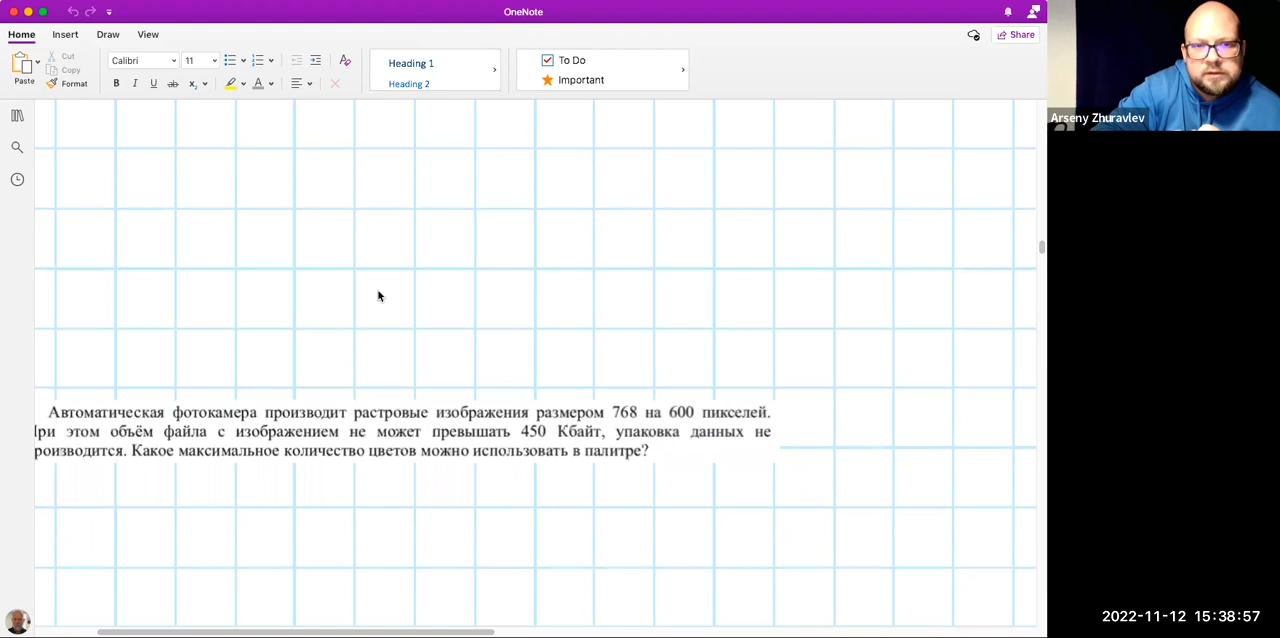 OneNote
Home Insert Draw View
Share
Paste
Cut
Copy
Format
Calibri 11
B I U ab x
A
Heading 1
Heading 2
To Do
Important
Arseny Zhuravlev
Автоматическая фотокамера производит растровые изображения размером 768 на 600 пикселей.
При этом объём файла с изображением не может превышать 450 Кбайт, упаковка данных не
роизводится. Какое максимальное количество цветов можно использовать в палитре?
2022-11-12 15:38:57